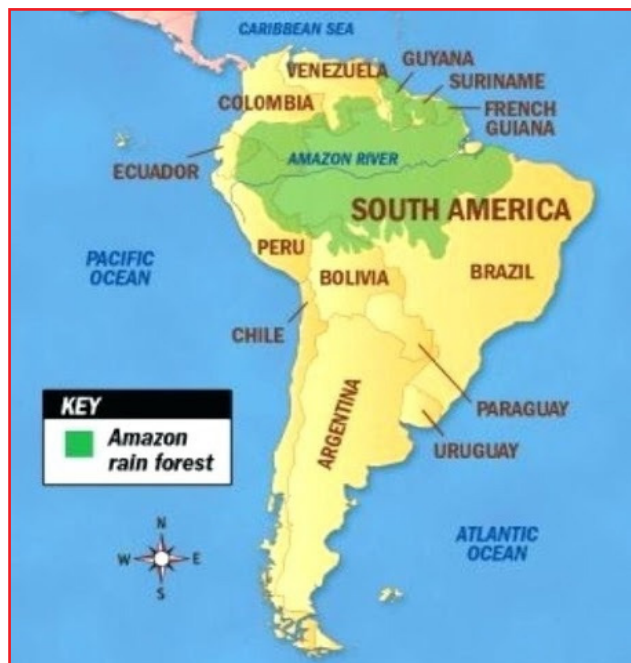 CARIBBEAN SEA
GUYANA
VENEZUELA
SURINAME
COLOMBIA
FRENCH
GUIANA
ECUADOR
AMAZON RIVER
SOUTH AMERICA
PERU
PACIFIC
OCEAN
BOLIVIA
BRAZIL
CHILE
KEY
Amazon
rain forest
ARGENTINA
PARAGUAY
URUGUAY
N
W
E
S
ATLANTIC
OCEAN